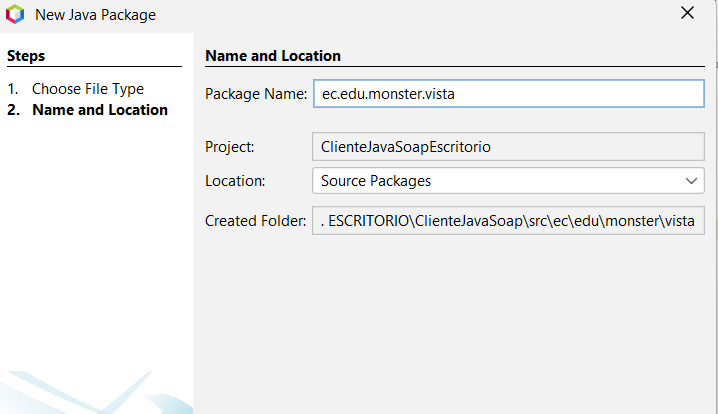 New Java Package
Steps
1. Choose File Type
2. Name and Location
Name and Location
Package Name: ec.edu.monster.vista
Project: ClienteJavaSoapEscritorio
Location: Source Packages
Created Folder: . ESCRITORIO\ClienteJavaSoap\src\ec\edu\monster\vista